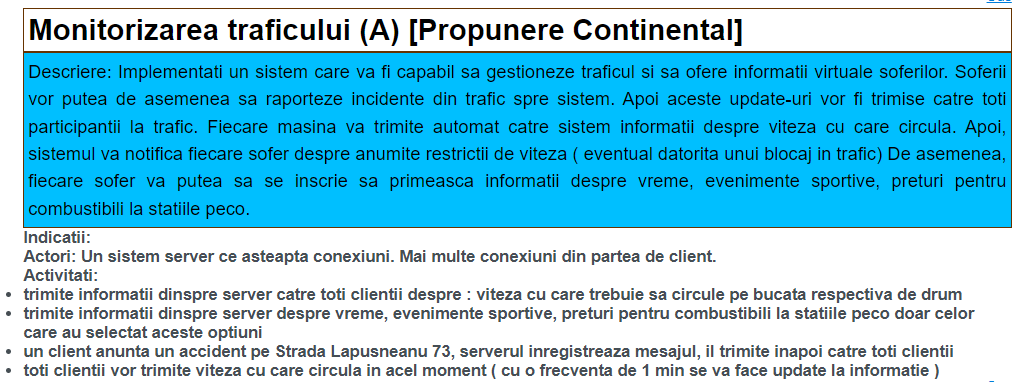 Monitorizarea traficului (A) [Propunere Continental]
Descriere: Implementati un sistem care va fi capabil sa gestioneze traficul si sa ofere informatii virtuale soferilor. Soferii
vor putea de asemenea sa raporteze incidente din trafic spre sistem. Apoi aceste update-uri vor fi trimise catre toti
participantii la trafic. Fiecare masina va trimite automat catre sistem informatii despre viteza cu care circula. Apoi,
sistemul va notifica fiecare sofer despre anumite restrictii de viteza ( eventual datorita unui blocaj in trafic) De asemenea,
fiecare sofer va putea sa se inscrie sa primeasca informatii despre vreme, evenimente sportive, preturi pentru
combustibili la statiile peco.
Indicatii:
Actori: Un sistem server ce asteapta conexiuni. Mai multe conexiuni din partea de client.
Activitati:
• trimite informatii dinspre server catre toti clientii despre : viteza cu care trebuie sa circule pe bucata respectiva de drum
• trimite informatii dinspre server despre vreme, evenimente sportive, preturi pentru combustibili la statiile peco doar celor
care au selectat aceste optiuni
• un client anunta un accident pe Strada Lapusneanu 73, serverul inregistreaza mesajul, il trimite inapoi catre toti clientii
• toti clientii vor trimite viteza cu care circula in acel moment ( cu o frecventa de 1 min se va face update la informatie )